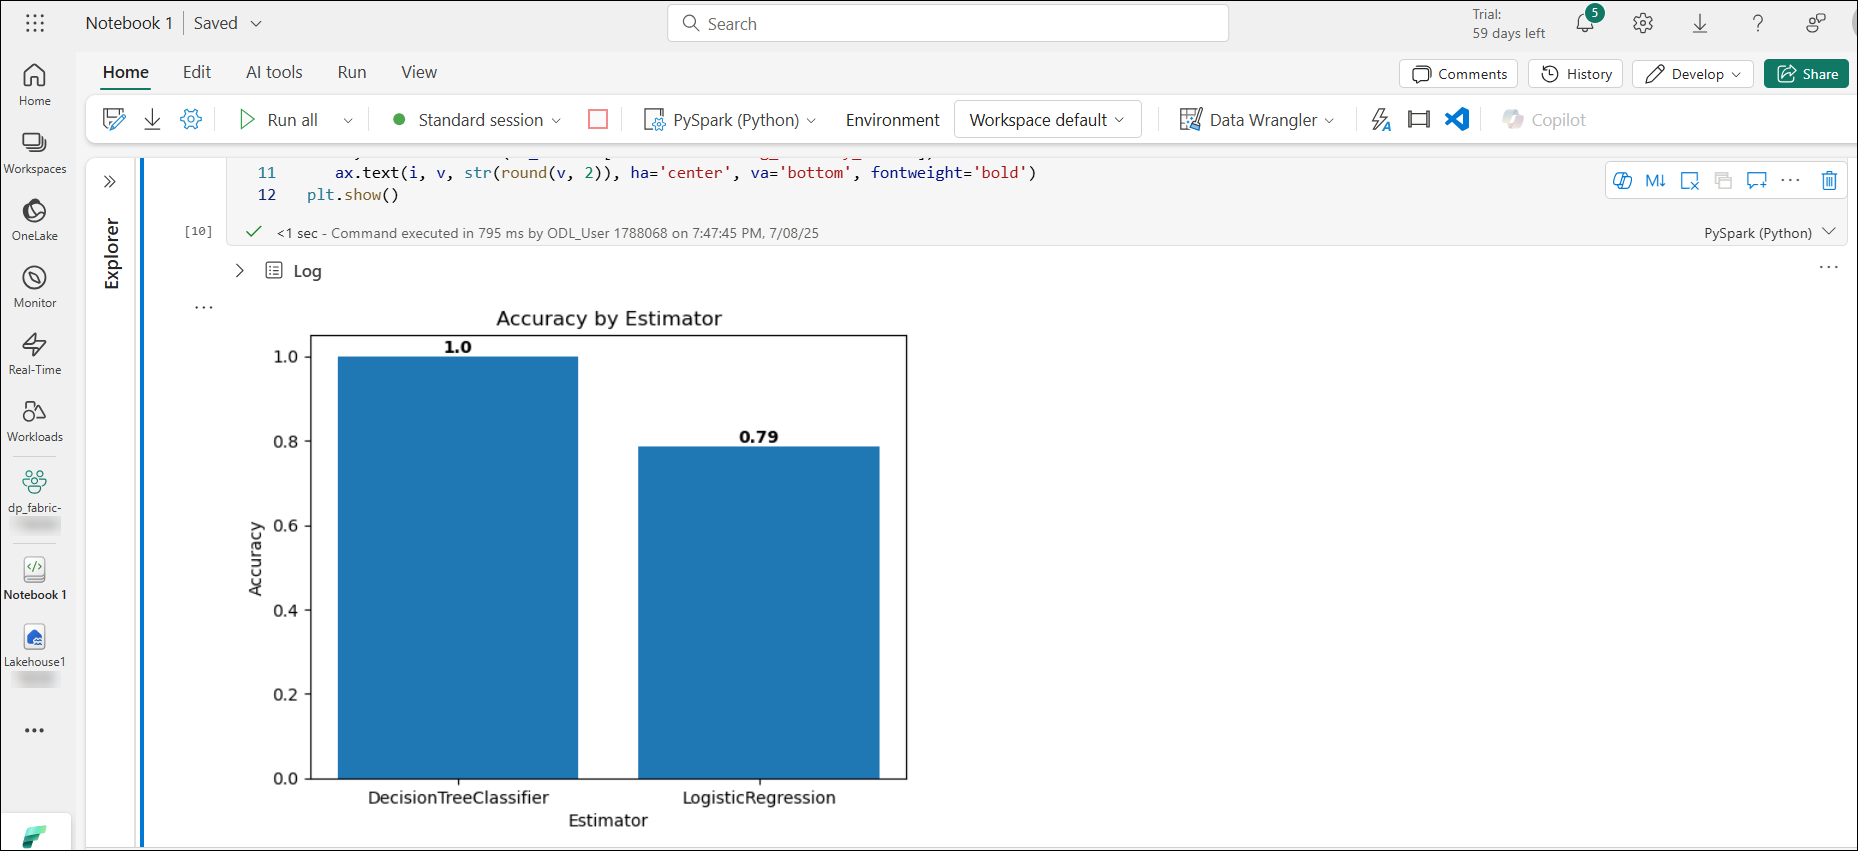 Notebook 1 Saved
Search
Trial:
59 days left
5
Home Edit AI tools Run View
Comments History Develop Share
Run all Standard session PySpark (Python) Environment Workspace default Data Wrangler Copilot
Home
Workspaces
OneLake
Monitor
Real-Time
Workloads
dp_fabric-
Notebook 1
Lakehouse1
Explorer
11 ax.text(i, v, str(round(v, 2)), ha='center', va='bottom', fontweight='bold')
12 plt.show()
M↓
[10] <1 sec - Command executed in 795 ms by ODL_User 1788068 on 7:47:45 PM, 7/08/25 PySpark (Python)
Log
Accuracy by Estimator
1.0
0.79
1.0
0.8
0.6
0.4
0.2
0.0
Accuracy
DecisionTreeClassifier LogisticRegression
Estimator